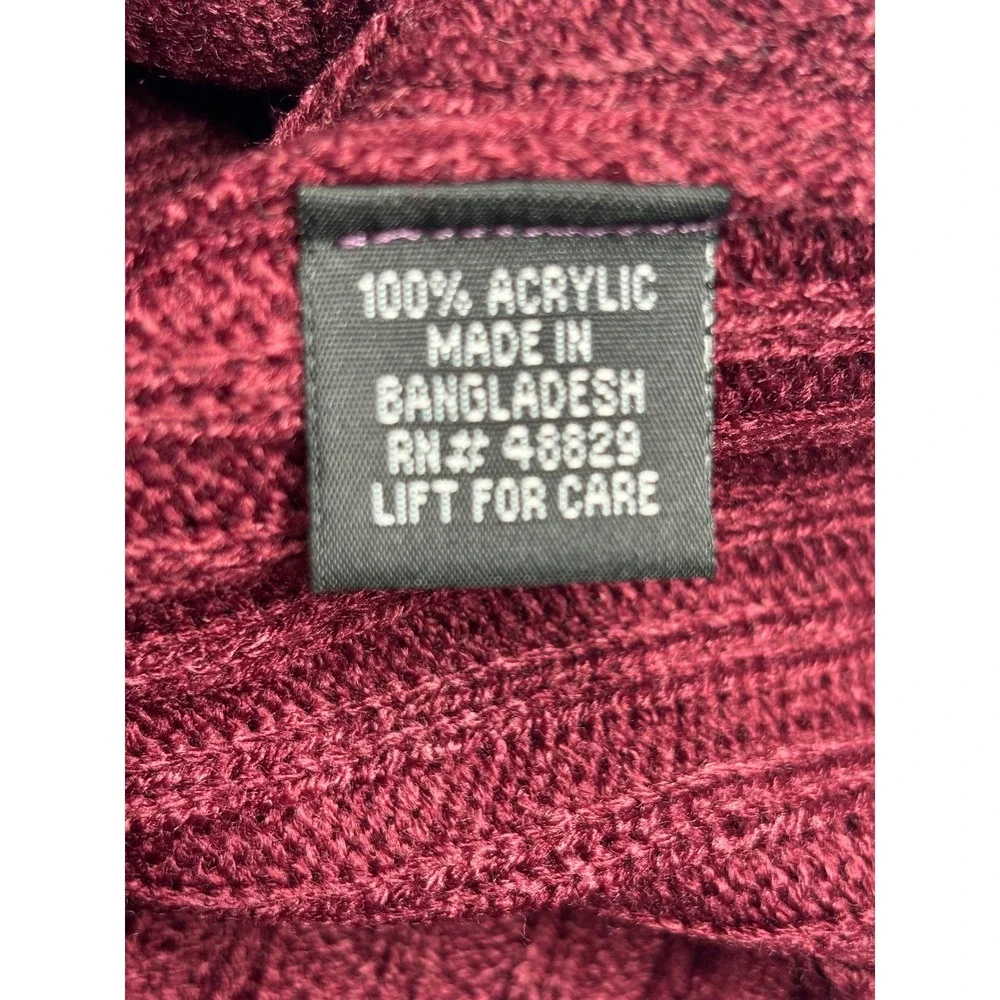 100% ACRYLIC
MADE IN
BANGLADESH
RN# 48829
LIFT FOR CARE